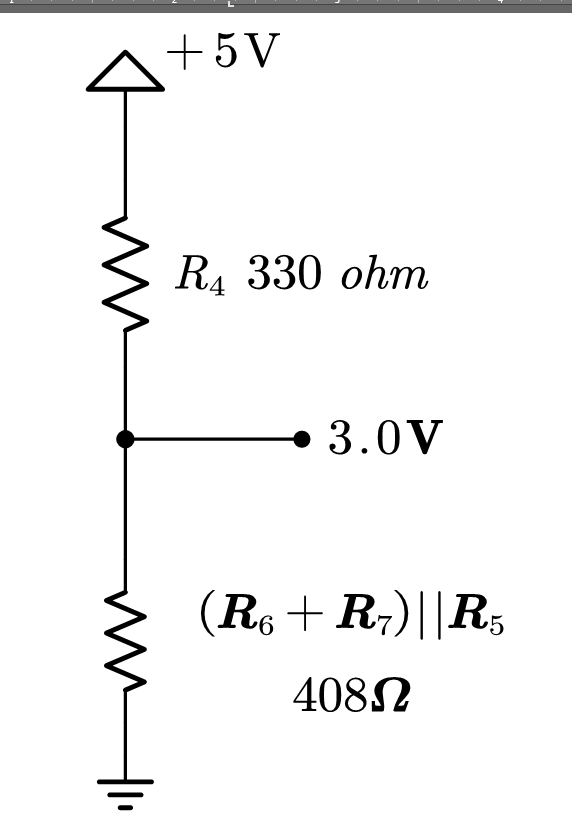 +5V
R₄ 330 ohm
3.0V
(R₆ + R₇)||R₅
408Ω